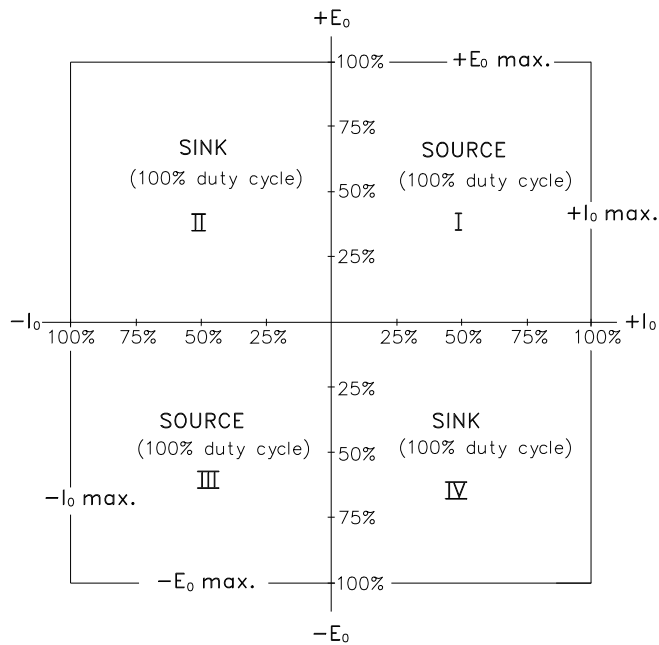 +E₀
100%
+E₀ max.
75%
SINK
(100% duty cycle)
II
SOURCE
(100% duty cycle)
I
50%
+I₀ max.
25%
−I₀
100% 75% 50% 25%
25% 50% 75% 100%
+I₀
25%
SOURCE
(100% duty cycle)
III
SINK
(100% duty cycle)
IV
50%
−I₀ max.
75%
−E₀ max.
100%
−E₀